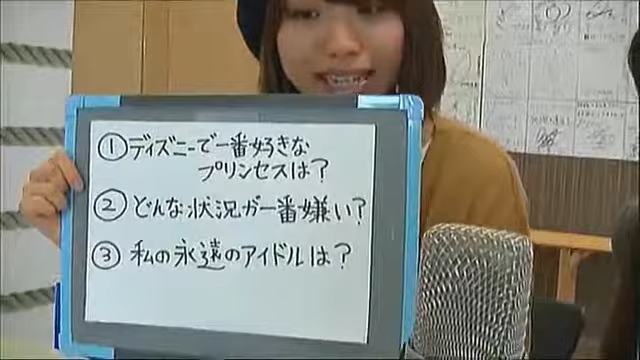 ①ディズニーで一番好きな
プリンセスは?
②どんな状況が一番嫌い?
③私の永遠のアイドルは?